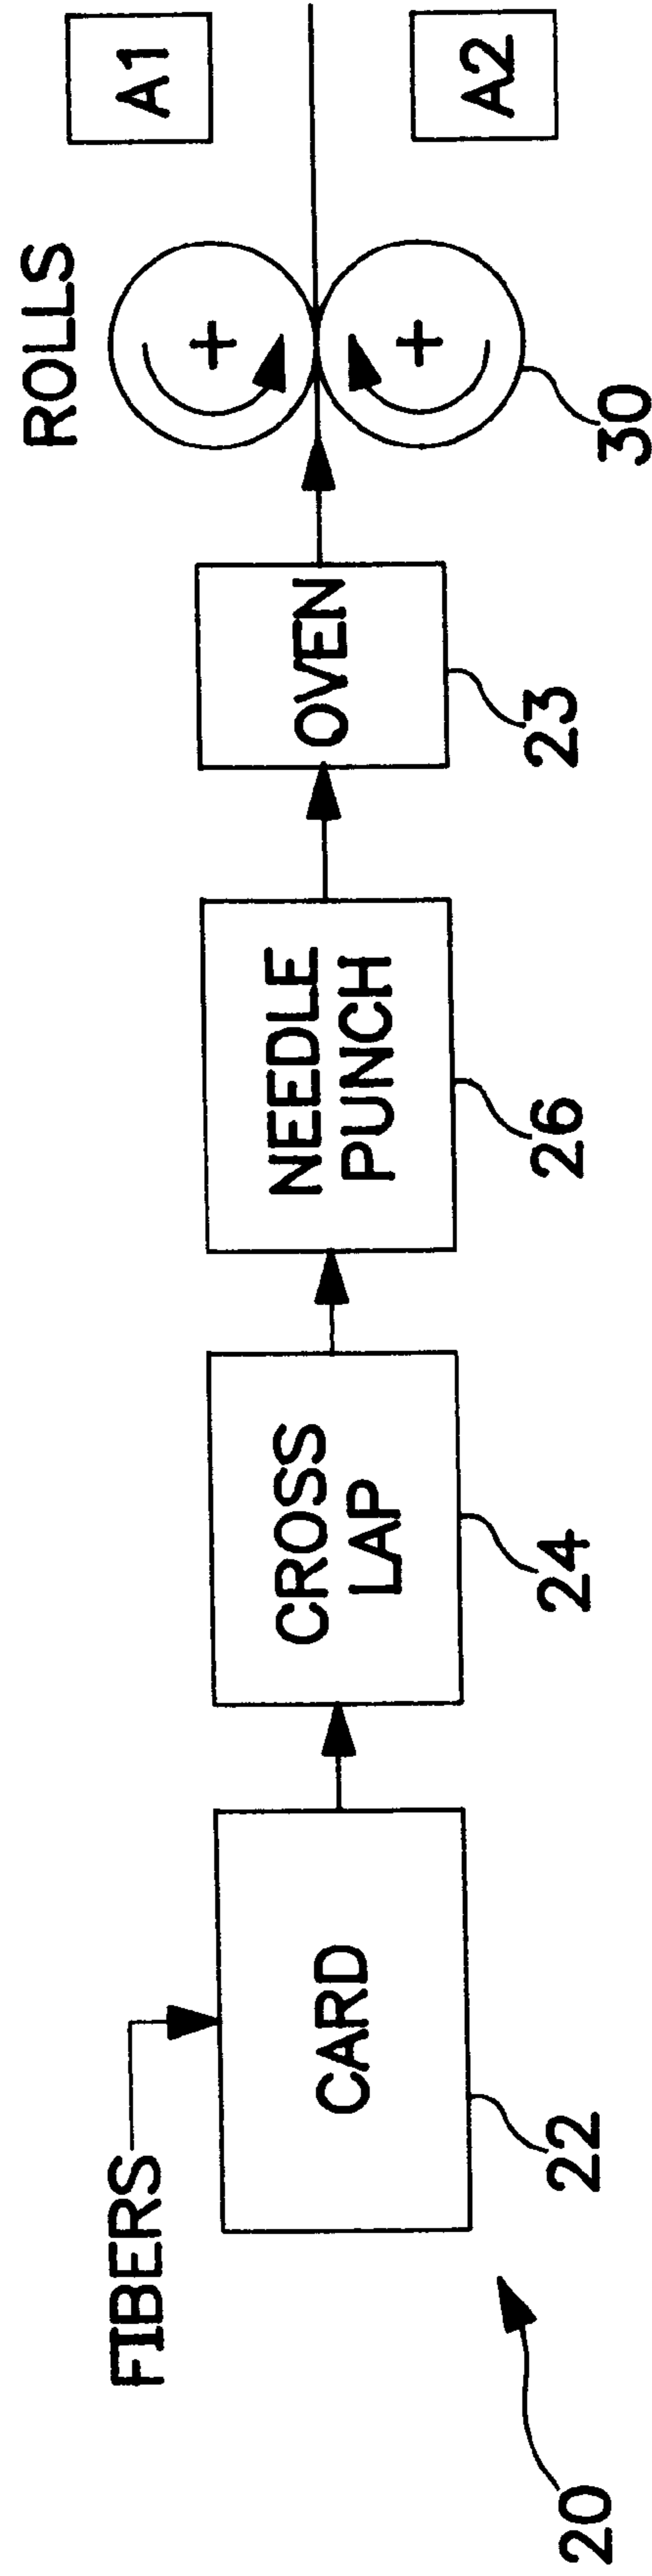 FIBERS
CARD
22
20
CROSS
LAP
24
NEEDLE
PUNCH
26
OVEN
23
ROLLS
30
A1
A2